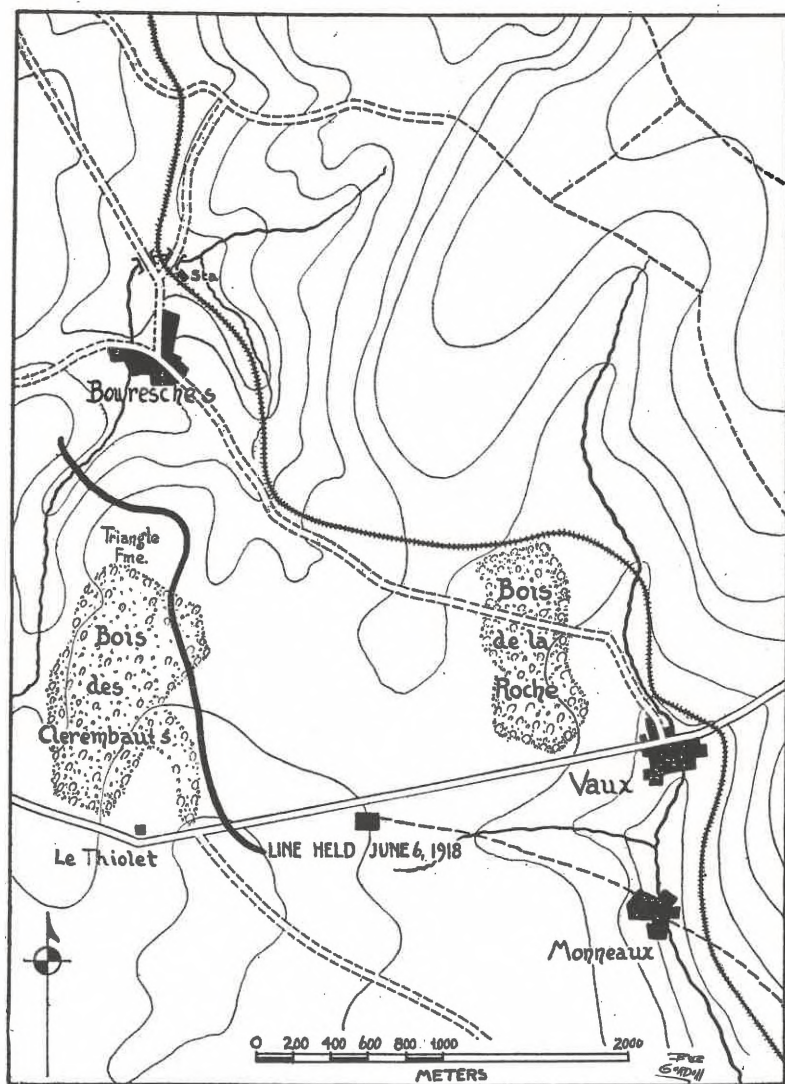 Sta.
Bouresches
Triangle
Fme.
Bois
des
Clerembauts
Bois
de la
Roche
Vaux
Le Thiolet
LINE HELD JUNE 6, 1918
Monneaux
0 200 400 600 800 1000 2000
METERS